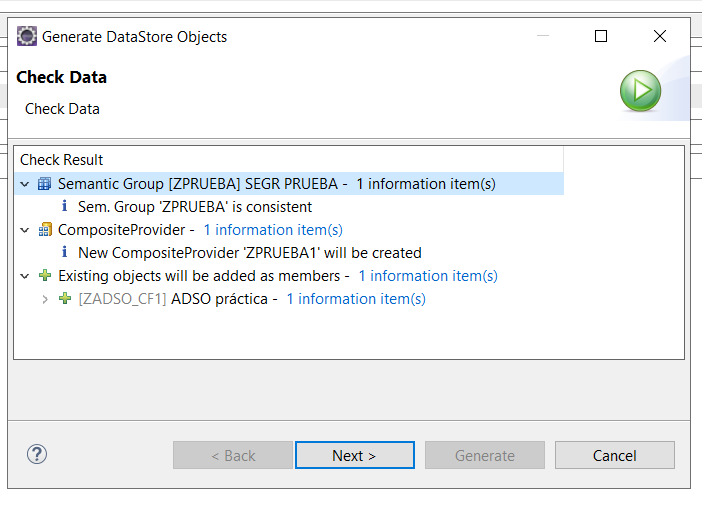 Generate DataStore Objects
Check Data
Check Data
Check Result
Semantic Group [ZPRUEBA] SEGR PRUEBA - 1 information item(s)
i Sem. Group 'ZPRUEBA' is consistent
CompositeProvider - 1 information item(s)
i New CompositeProvider 'ZPRUEBA1' will be created
Existing objects will be added as members - 1 information item(s)
[ZADSO_CF1] ADSO práctica - 1 information item(s)
? < Back Next > Generate Cancel